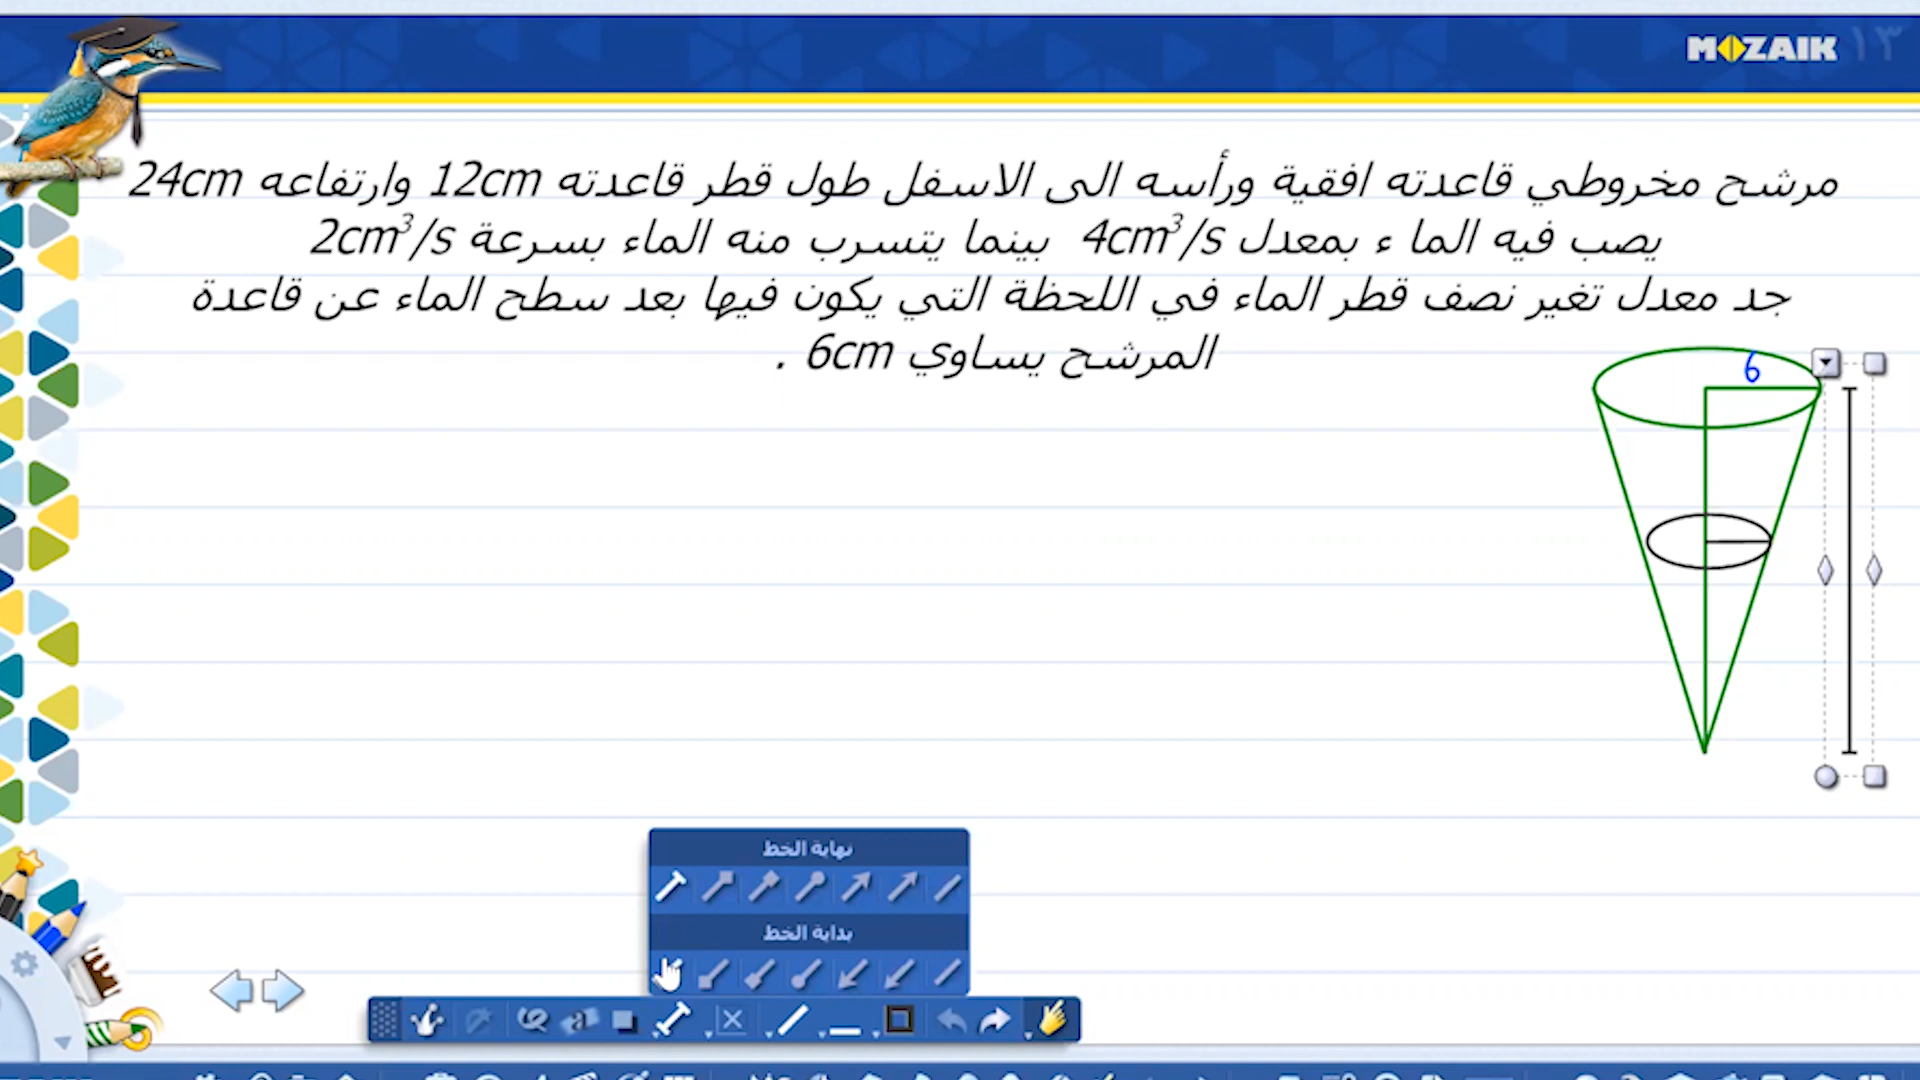 MOZAIK ١٣
مرشح مخروطي قاعدته افقية ورأسه الى الاسفل طول قطر قاعدته 12cm وارتفاعه 24cm
يصب فيه الما ء بمعدل 4cm³/s بينما يتسرب منه الماء بسرعة 2cm³/s
جد معدل تغير نصف قطر الماء في اللحظة التي يكون فيها بعد سطح الماء عن قاعدة
المرشح يساوي 6cm .
6
نهاية الخط
بداية الخط